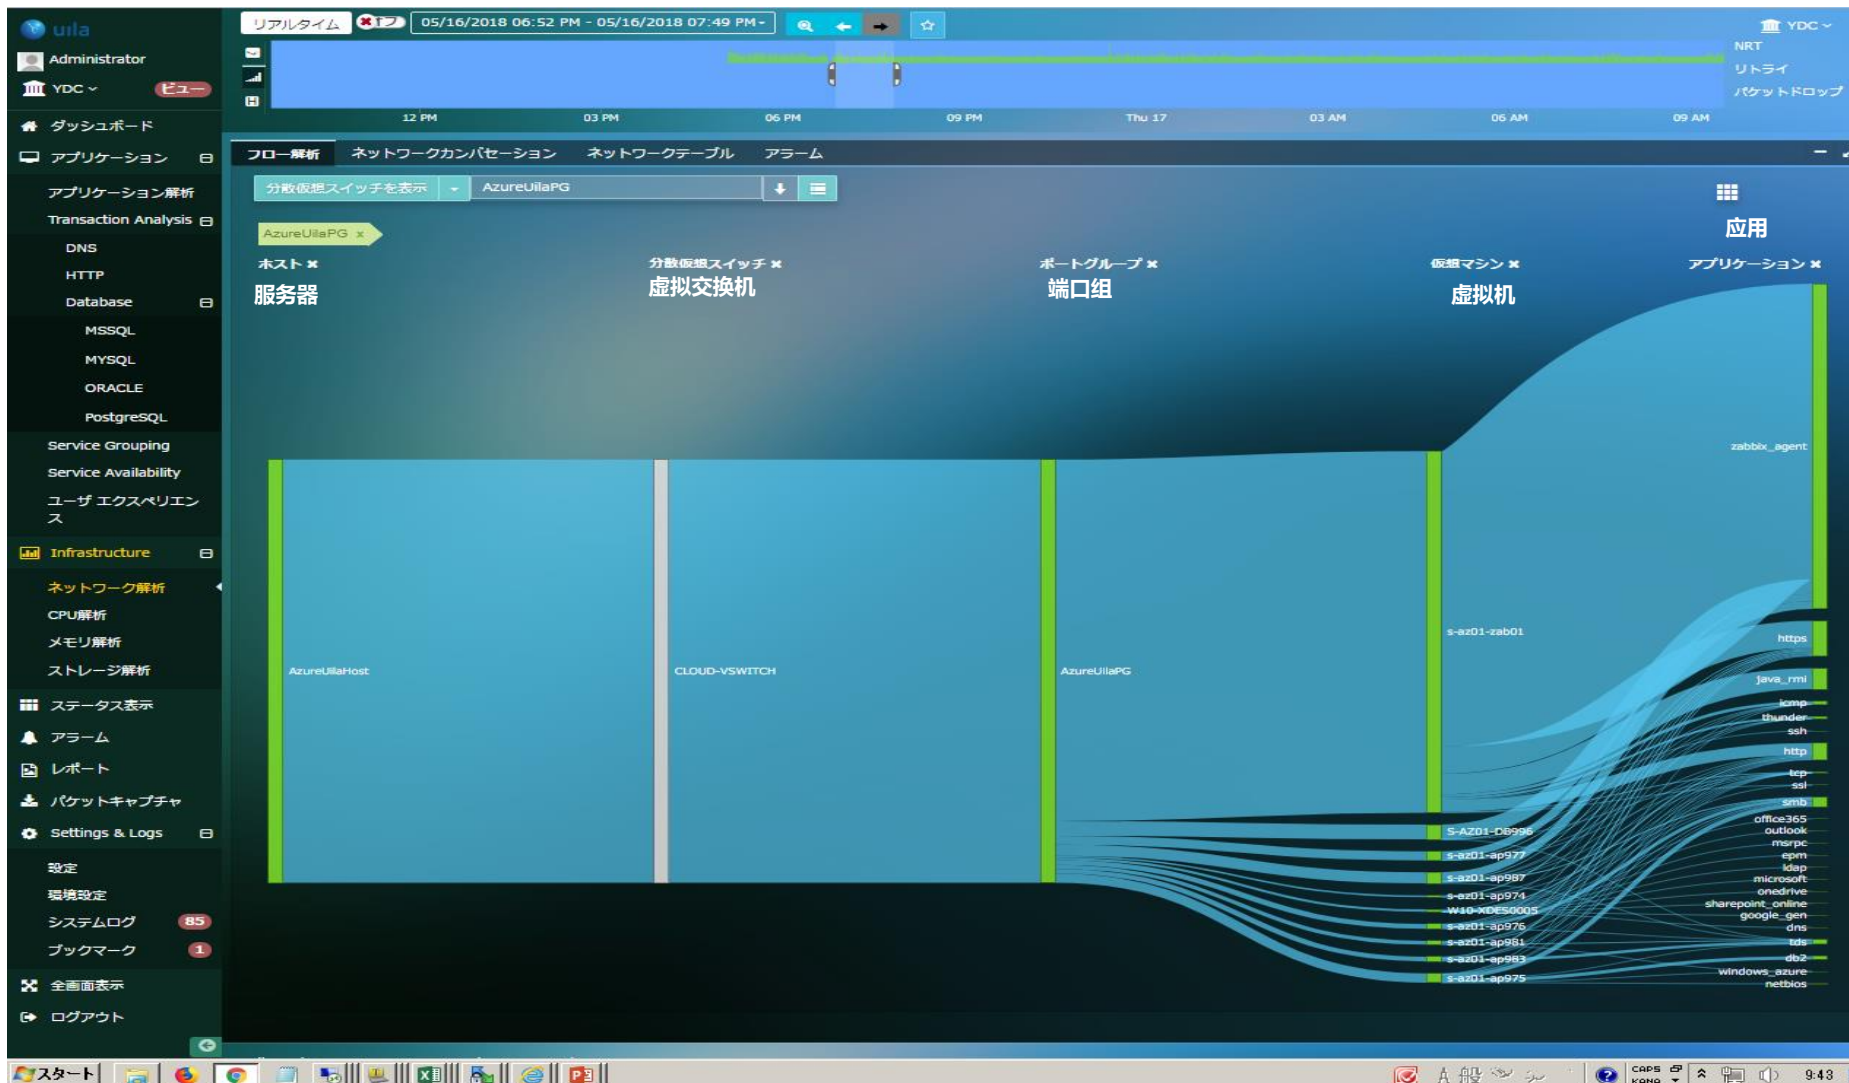 uila
Administrator
YDC
ビュー
ダッシュボード
アプリケーション
アプリケーション解析
Transaction Analysis
DNS
HTTP
Database
MSSQL
MYSQL
ORACLE
PostgreSQL
Service Grouping
Service Availability
ユーザ エクスペリエン
ス
Infrastructure
ネットワーク解析
CPU解析
メモリ解析
ストレージ解析
ステータス表示
アラーム
レポート
パケットキャプチャ
Settings & Logs
設定
環境設定
システムログ 85
ブックマーク 1
全画面表示
ログアウト
リアルタイム オフ 05/16/2018 06:52 PM - 05/16/2018 07:49 PM
YDC
NRT
リトライ
パケットドロップ
12 PM 03 PM 06 PM 09 PM Thu 17 03 AM 06 AM 09 AM
フロー解析 ネットワークカンバセーション ネットワークテーブル アラーム
分散仮想スイッチを表示 AzureUilaPG
AzureUilaPG x
应用
ホスト 分散仮想スイッチ ポートグループ 仮想マシン アプリケーション
服务器 虚拟交换机 端口组 虚拟机
AzureUilaHost
CLOUD-VSWITCH
AzureUilaPG
s-az01-zab01
S-AZ01-DB996
s-az01-ap977
s-az01-ap987
s-az01-ap974
W10-XDES0005
s-az01-ap976
s-az01-ap981
s-az01-ap983
s-az01-ap975
zabbix_agent
https
java_rmi
icmp
thunder
ssh
http
tcp
ssl
smb
office365
outlook
msrpc
epm
ldap
microsoft
onedrive
sharepoint_online
google_gen
dns
tds
db2
windows_azure
netbios
スタート
A 般
CAPS
KANA
9:43